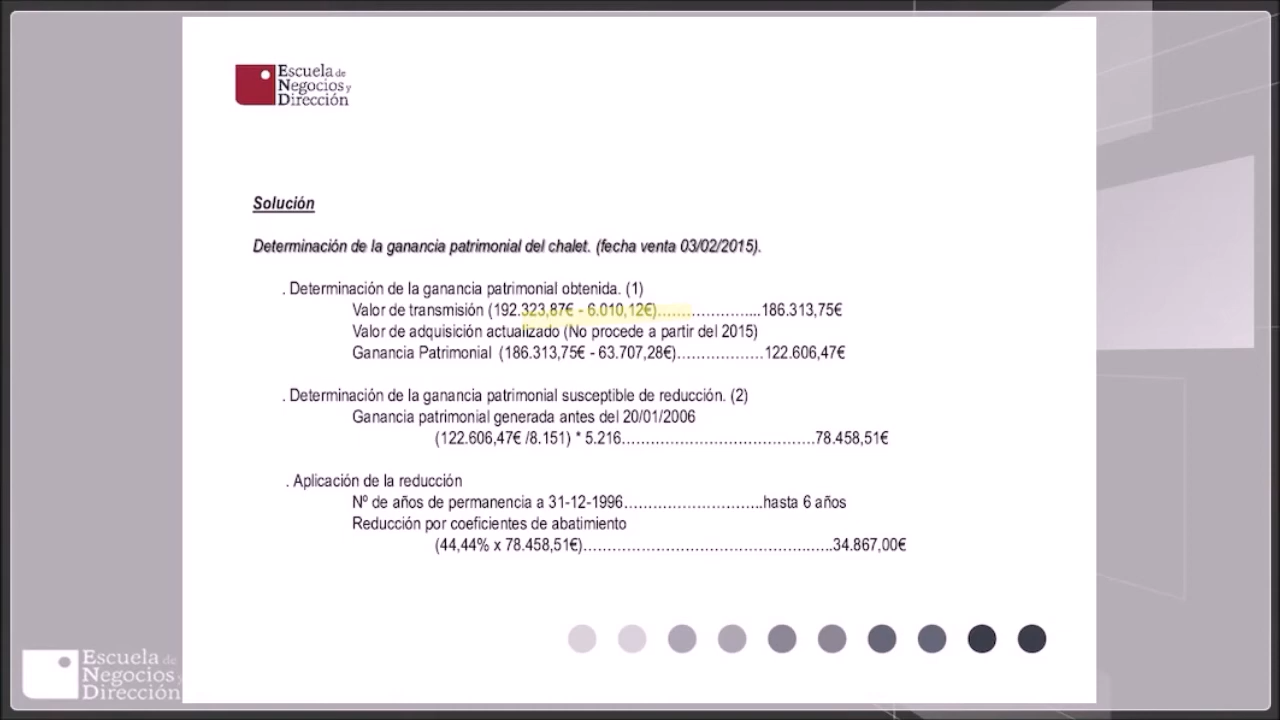 Escuela de
Negocios y
Dirección
Solución
Determinación de la ganancia patrimonial del chalet. (fecha venta 03/02/2015).
. Determinación de la ganancia patrimonial obtenida. (1)
Valor de transmisión (192.323,87€ - 6.010,12€)…….…………....186.313,75€
Valor de adquisición actualizado (No procede a partir del 2015)
Ganancia Patrimonial (186.313,75€ - 63.707,28€)………………122.606,47€
. Determinación de la ganancia patrimonial susceptible de reducción. (2)
Ganancia patrimonial generada antes del 20/01/2006
(122.606,47€ /8.151) * 5.216………………………………….78.458,51€
. Aplicación de la reducción
Nº de años de permanencia a 31-12-1996………………………..hasta 6 años
Reducción por coeficientes de abatimiento
(44,44% x 78.458,51€)……………………………………….…..34.867,00€
Escuela de
Negocios y
Dirección